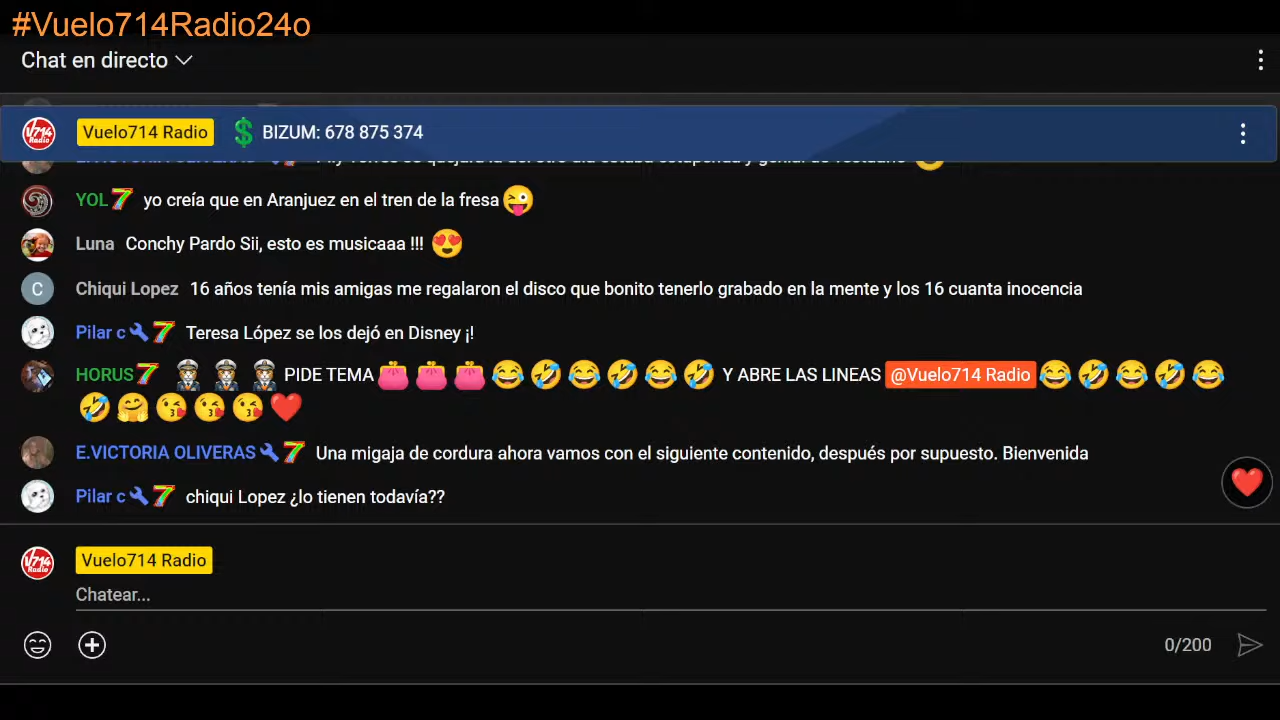 #Vuelo714Radio24o
Chat en directo
Vuelo714 Radio BIZUM: 678 875 374
YOL yo creía que en Aranjuez en el tren de la fresa😜
Luna Conchy Pardo Sii, esto es musicaaa !!! 😍
C Chiqui Lopez 16 años tenía mis amigas me regalaron el disco que bonito tenerlo grabado en la mente y los 16 cuanta inocencia
Pilar c Teresa López se los dejó en Disney ¡!
HORUS PIDE TEMA 👛👛👛😂🤣😂🤣😂🤣 Y ABRE LAS LINEAS @Vuelo714 Radio 😂🤣😂🤣😂
🤣🤗😘😘😘❤️
E.VICTORIA OLIVERAS Una migaja de cordura ahora vamos con el siguiente contenido, después por supuesto. Bienvenida
Pilar c chiqui Lopez ¿lo tienen todavía??
Vuelo714 Radio
Chatear...
0/200